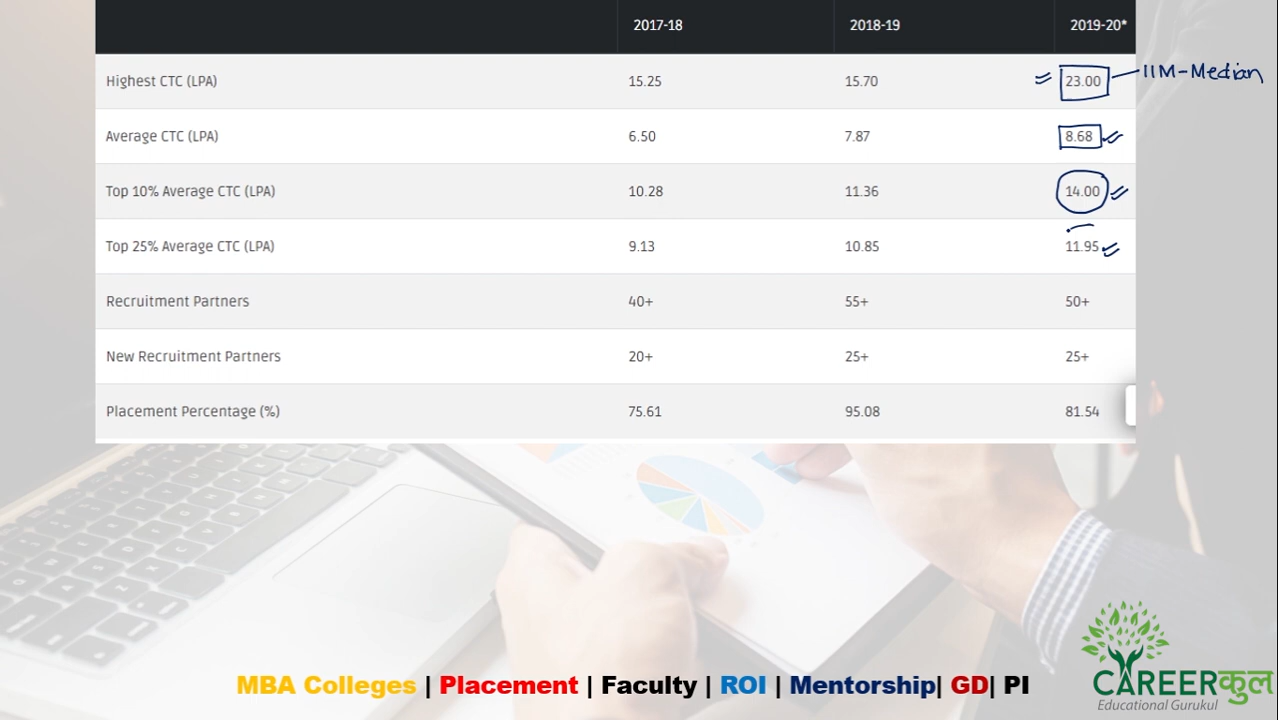 2017-18 2018-19 2019-20*
Highest CTC (LPA) 15.25 15.70 23.00 IIM-Median
Average CTC (LPA) 6.50 7.87 8.68
Top 10% Average CTC (LPA) 10.28 11.36 14.00
Top 25% Average CTC (LPA) 9.13 10.85 11.95
Recruitment Partners 40+ 55+ 50+
New Recruitment Partners 20+ 25+ 25+
Placement Percentage (%) 75.61 95.08 81.54
MBA Colleges | Placement | Faculty | ROI | Mentorship| GD| PI
CAREERकुल
Educational Gurukul